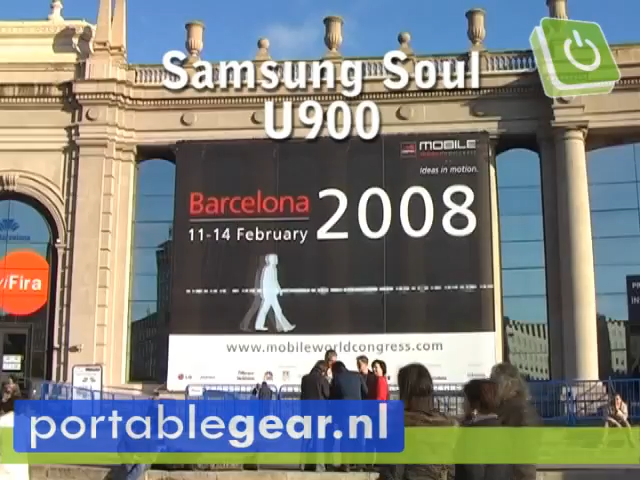 Samsung Soul
U900
MOBILE
Ideas in motion.
Barcelona
2008
11-14 February
/Fira
www.mobileworldcongress.com
portablegear.nl